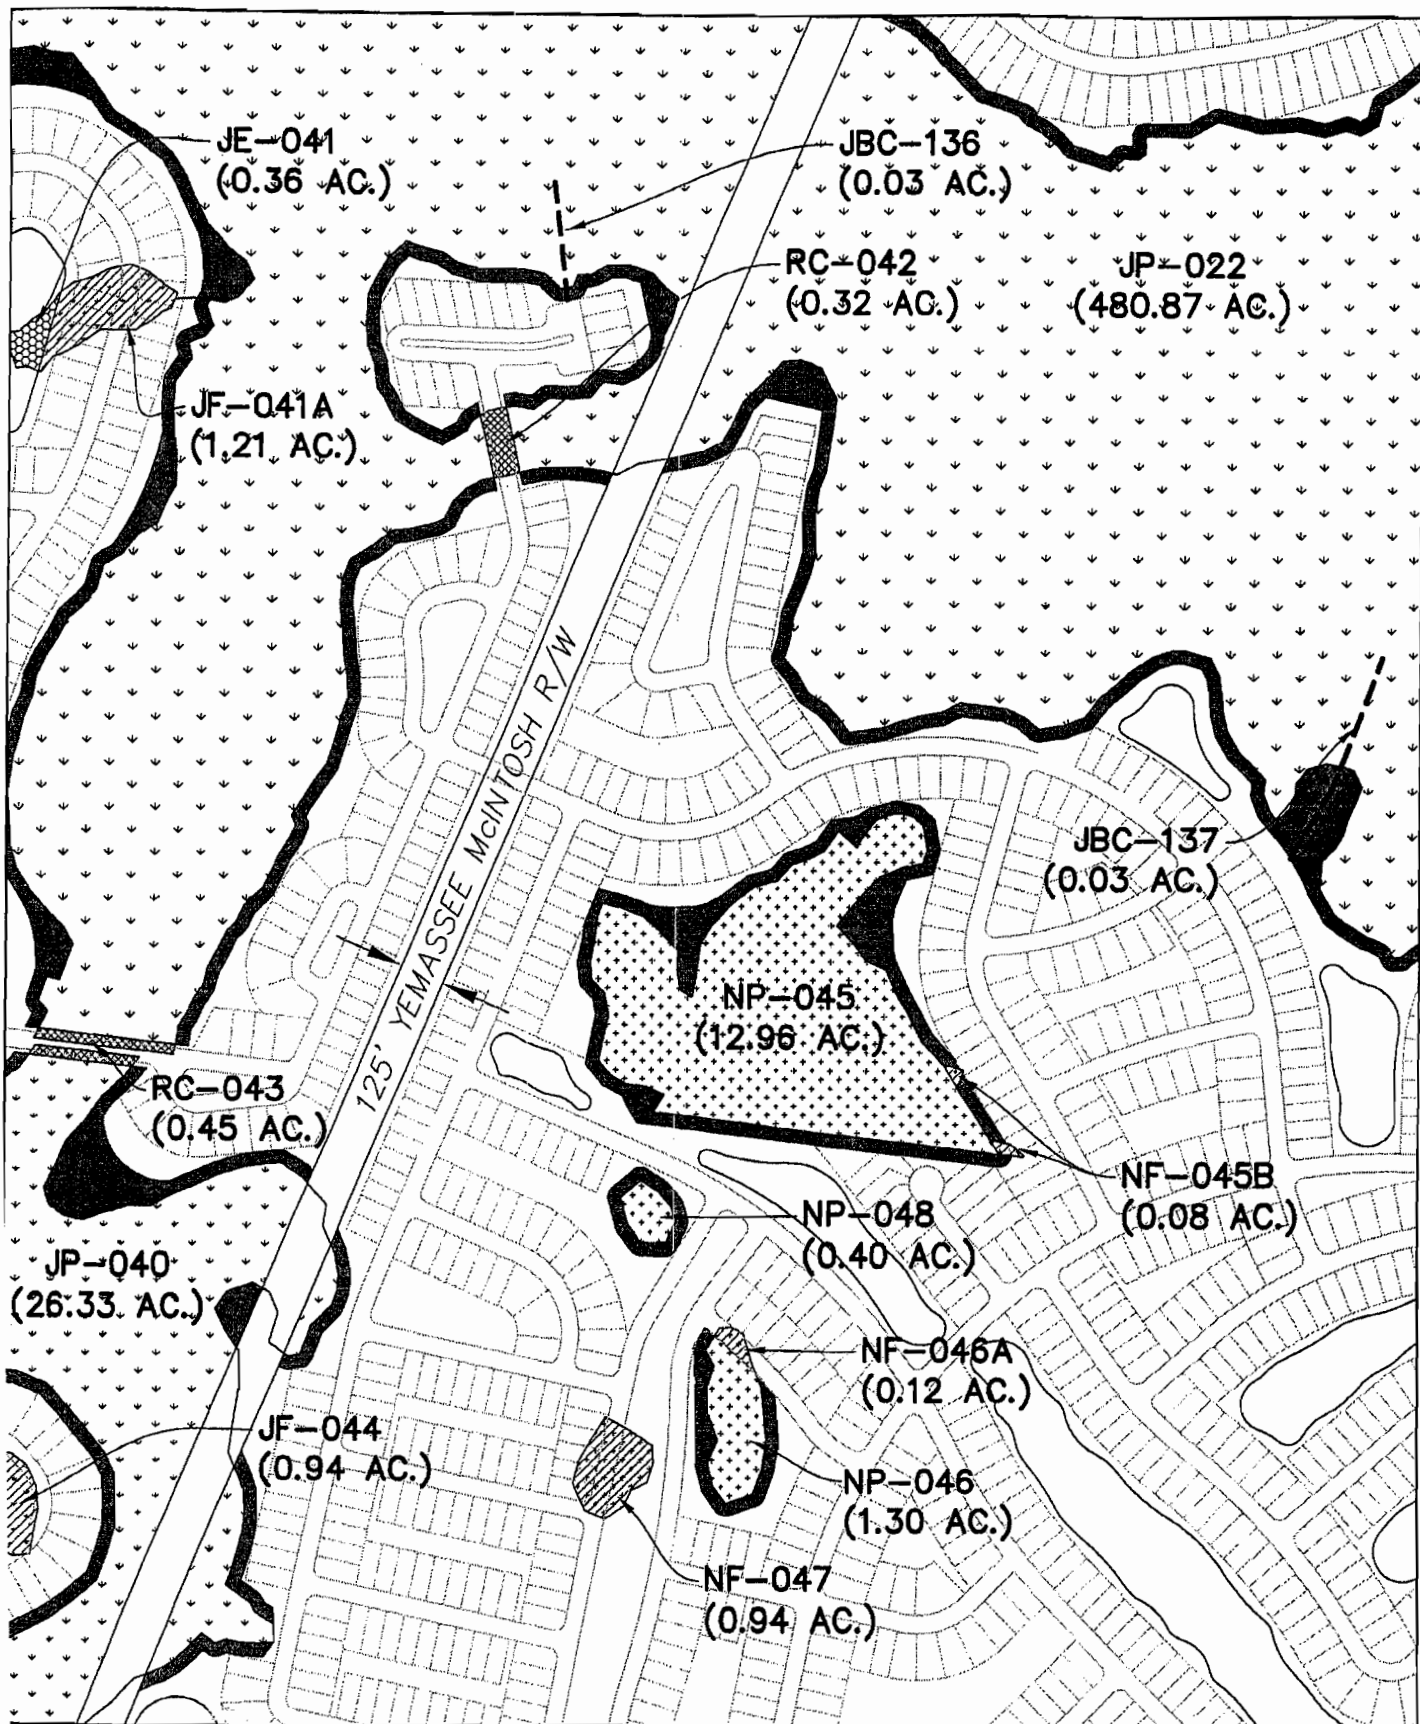 JE-041
(0.36 AC.)
JBC-136
(0.03 AC.)
RC-042
(0.32 AC.)
JP-022
(480.87 AC.)
JF-041A
(1.21 AC.)
125' YEMASSEE McINTOSH R/W
JBC-137
(0.03 AC.)
NP-045
(12.96 AC.)
RC-043
(0.45 AC.)
NF-045B
(0.08 AC.)
NP-048
(0.40 AC.)
JP-040
(26.33 AC.)
NF-046A
(0.12 AC.)
JF-044
(0.94 AC.)
NP-046
(1.30 AC.)
NF-047
(0.94 AC.)